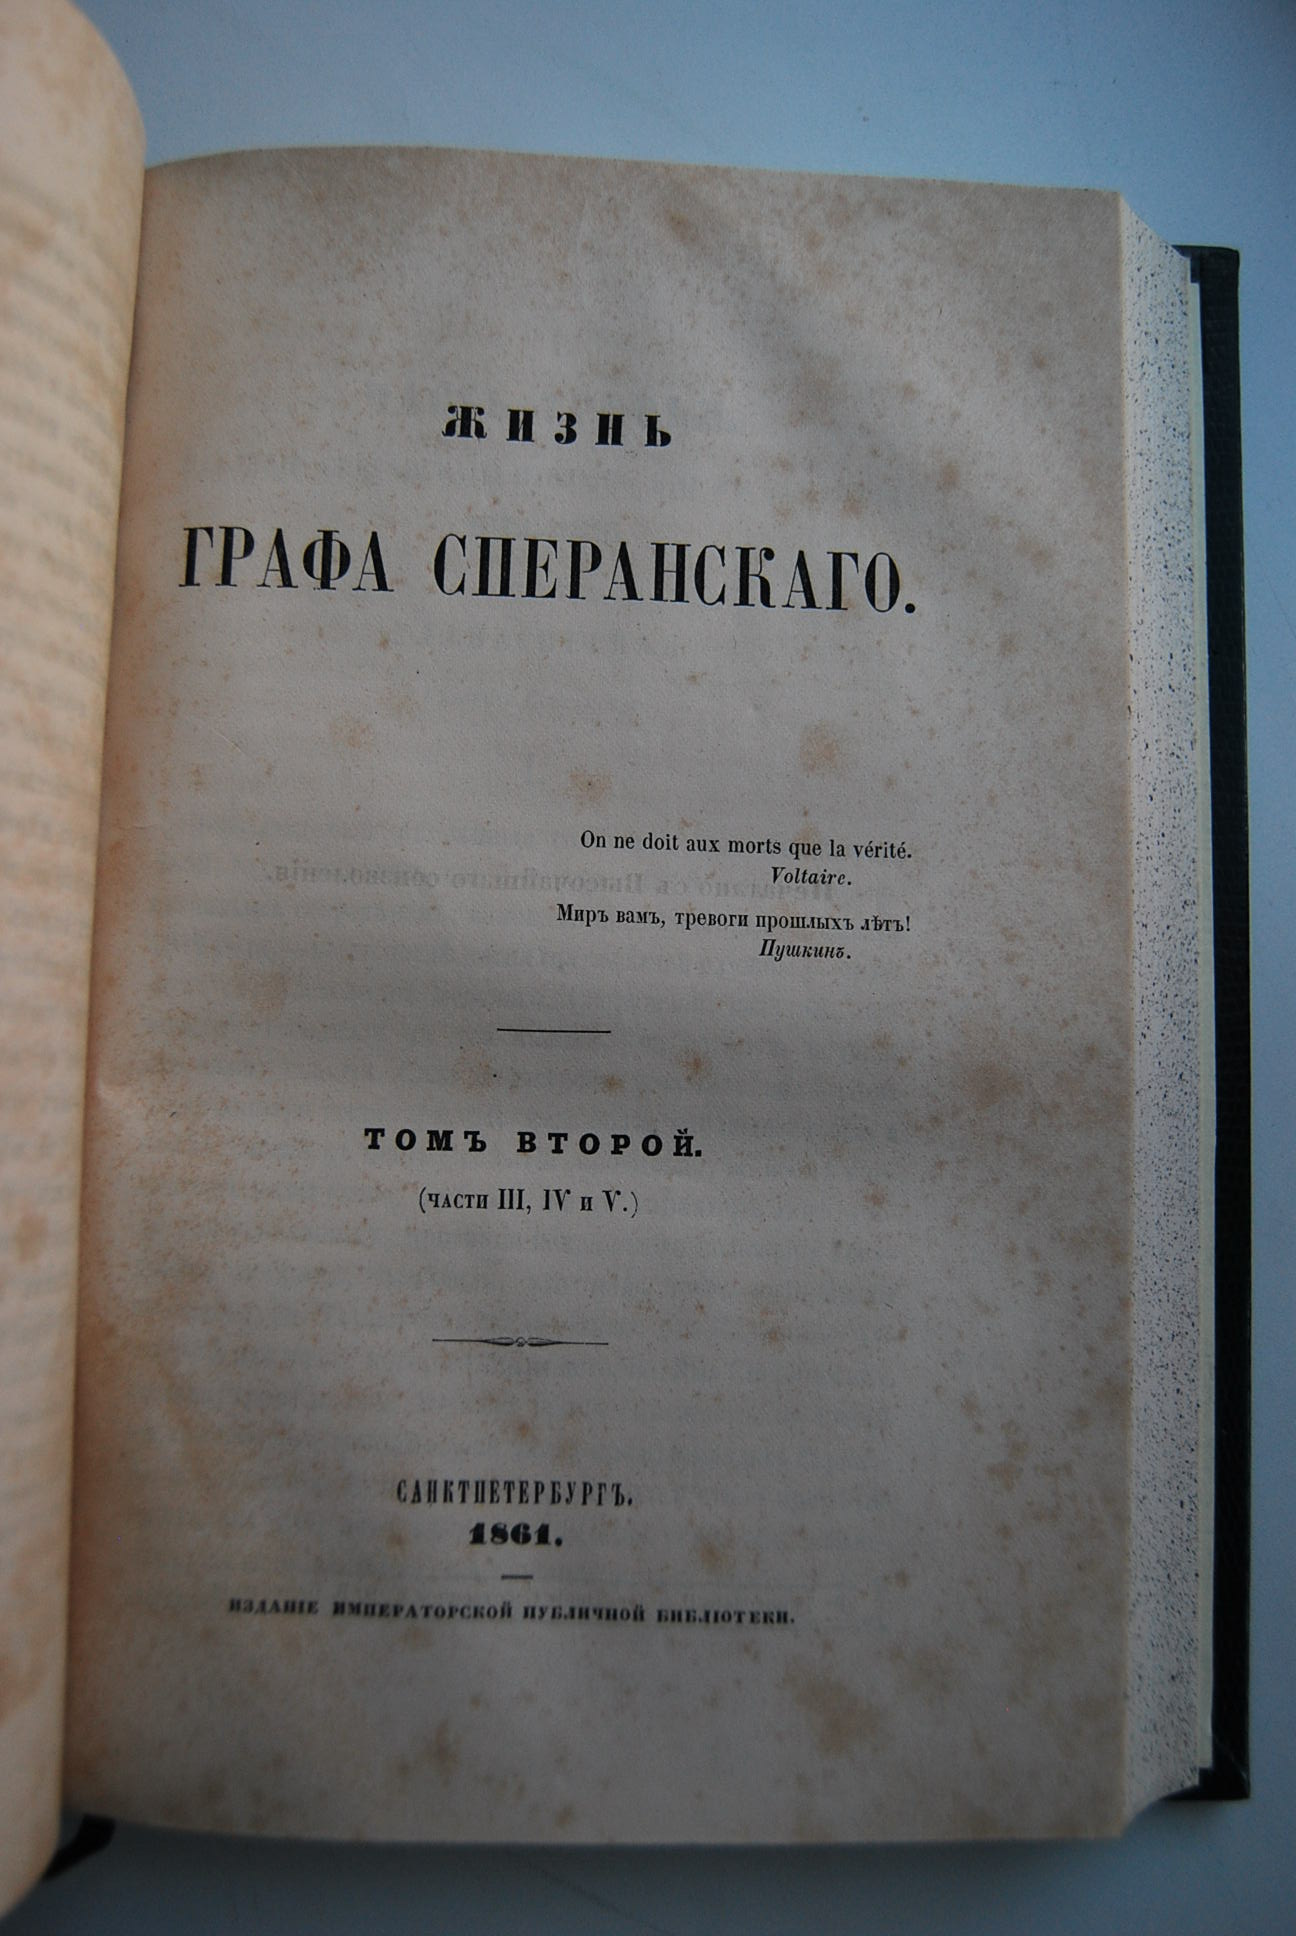 ЖИЗНЬ
ГРАФА СПЕРАНСКАГО.
On ne doit aux morts que la vérité.
Voltaire.
Миръ вамъ, тревоги прошлыхъ лѣтъ!
Пушкинъ.
ТОМЪ ВТОРОЙ.
(ЧАСТИ III, IV и V.)
САНКТПЕТЕРБУРГЪ.
1861.
ИЗДАНІЕ ИМПЕРАТОРСКОЙ ПУБЛИЧНОЙ БИБЛІОТЕКИ.